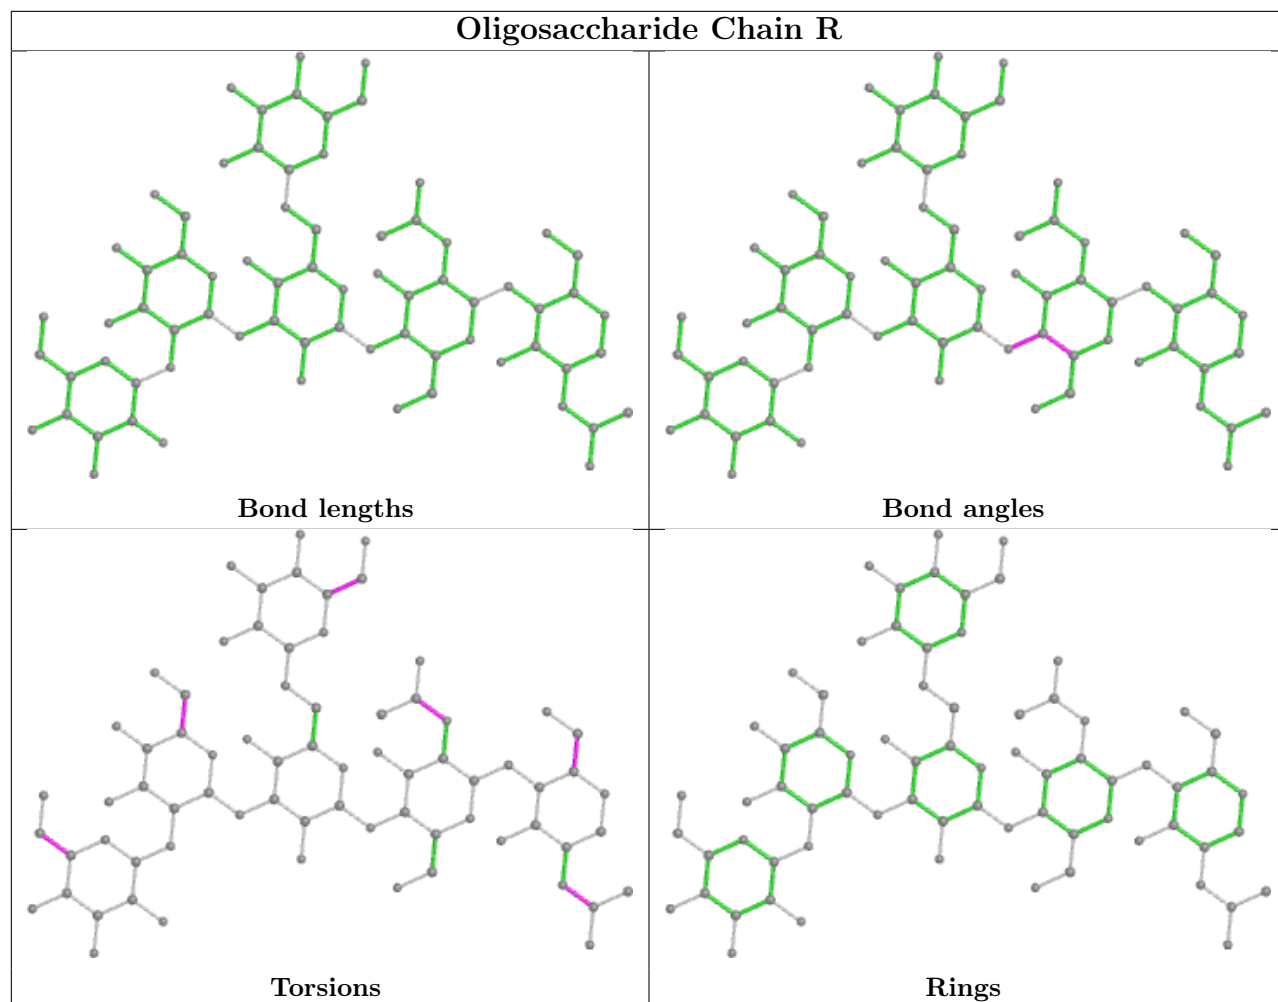 Oligosaccharide Chain R
Bond lengths
Bond angles
Torsions
Rings